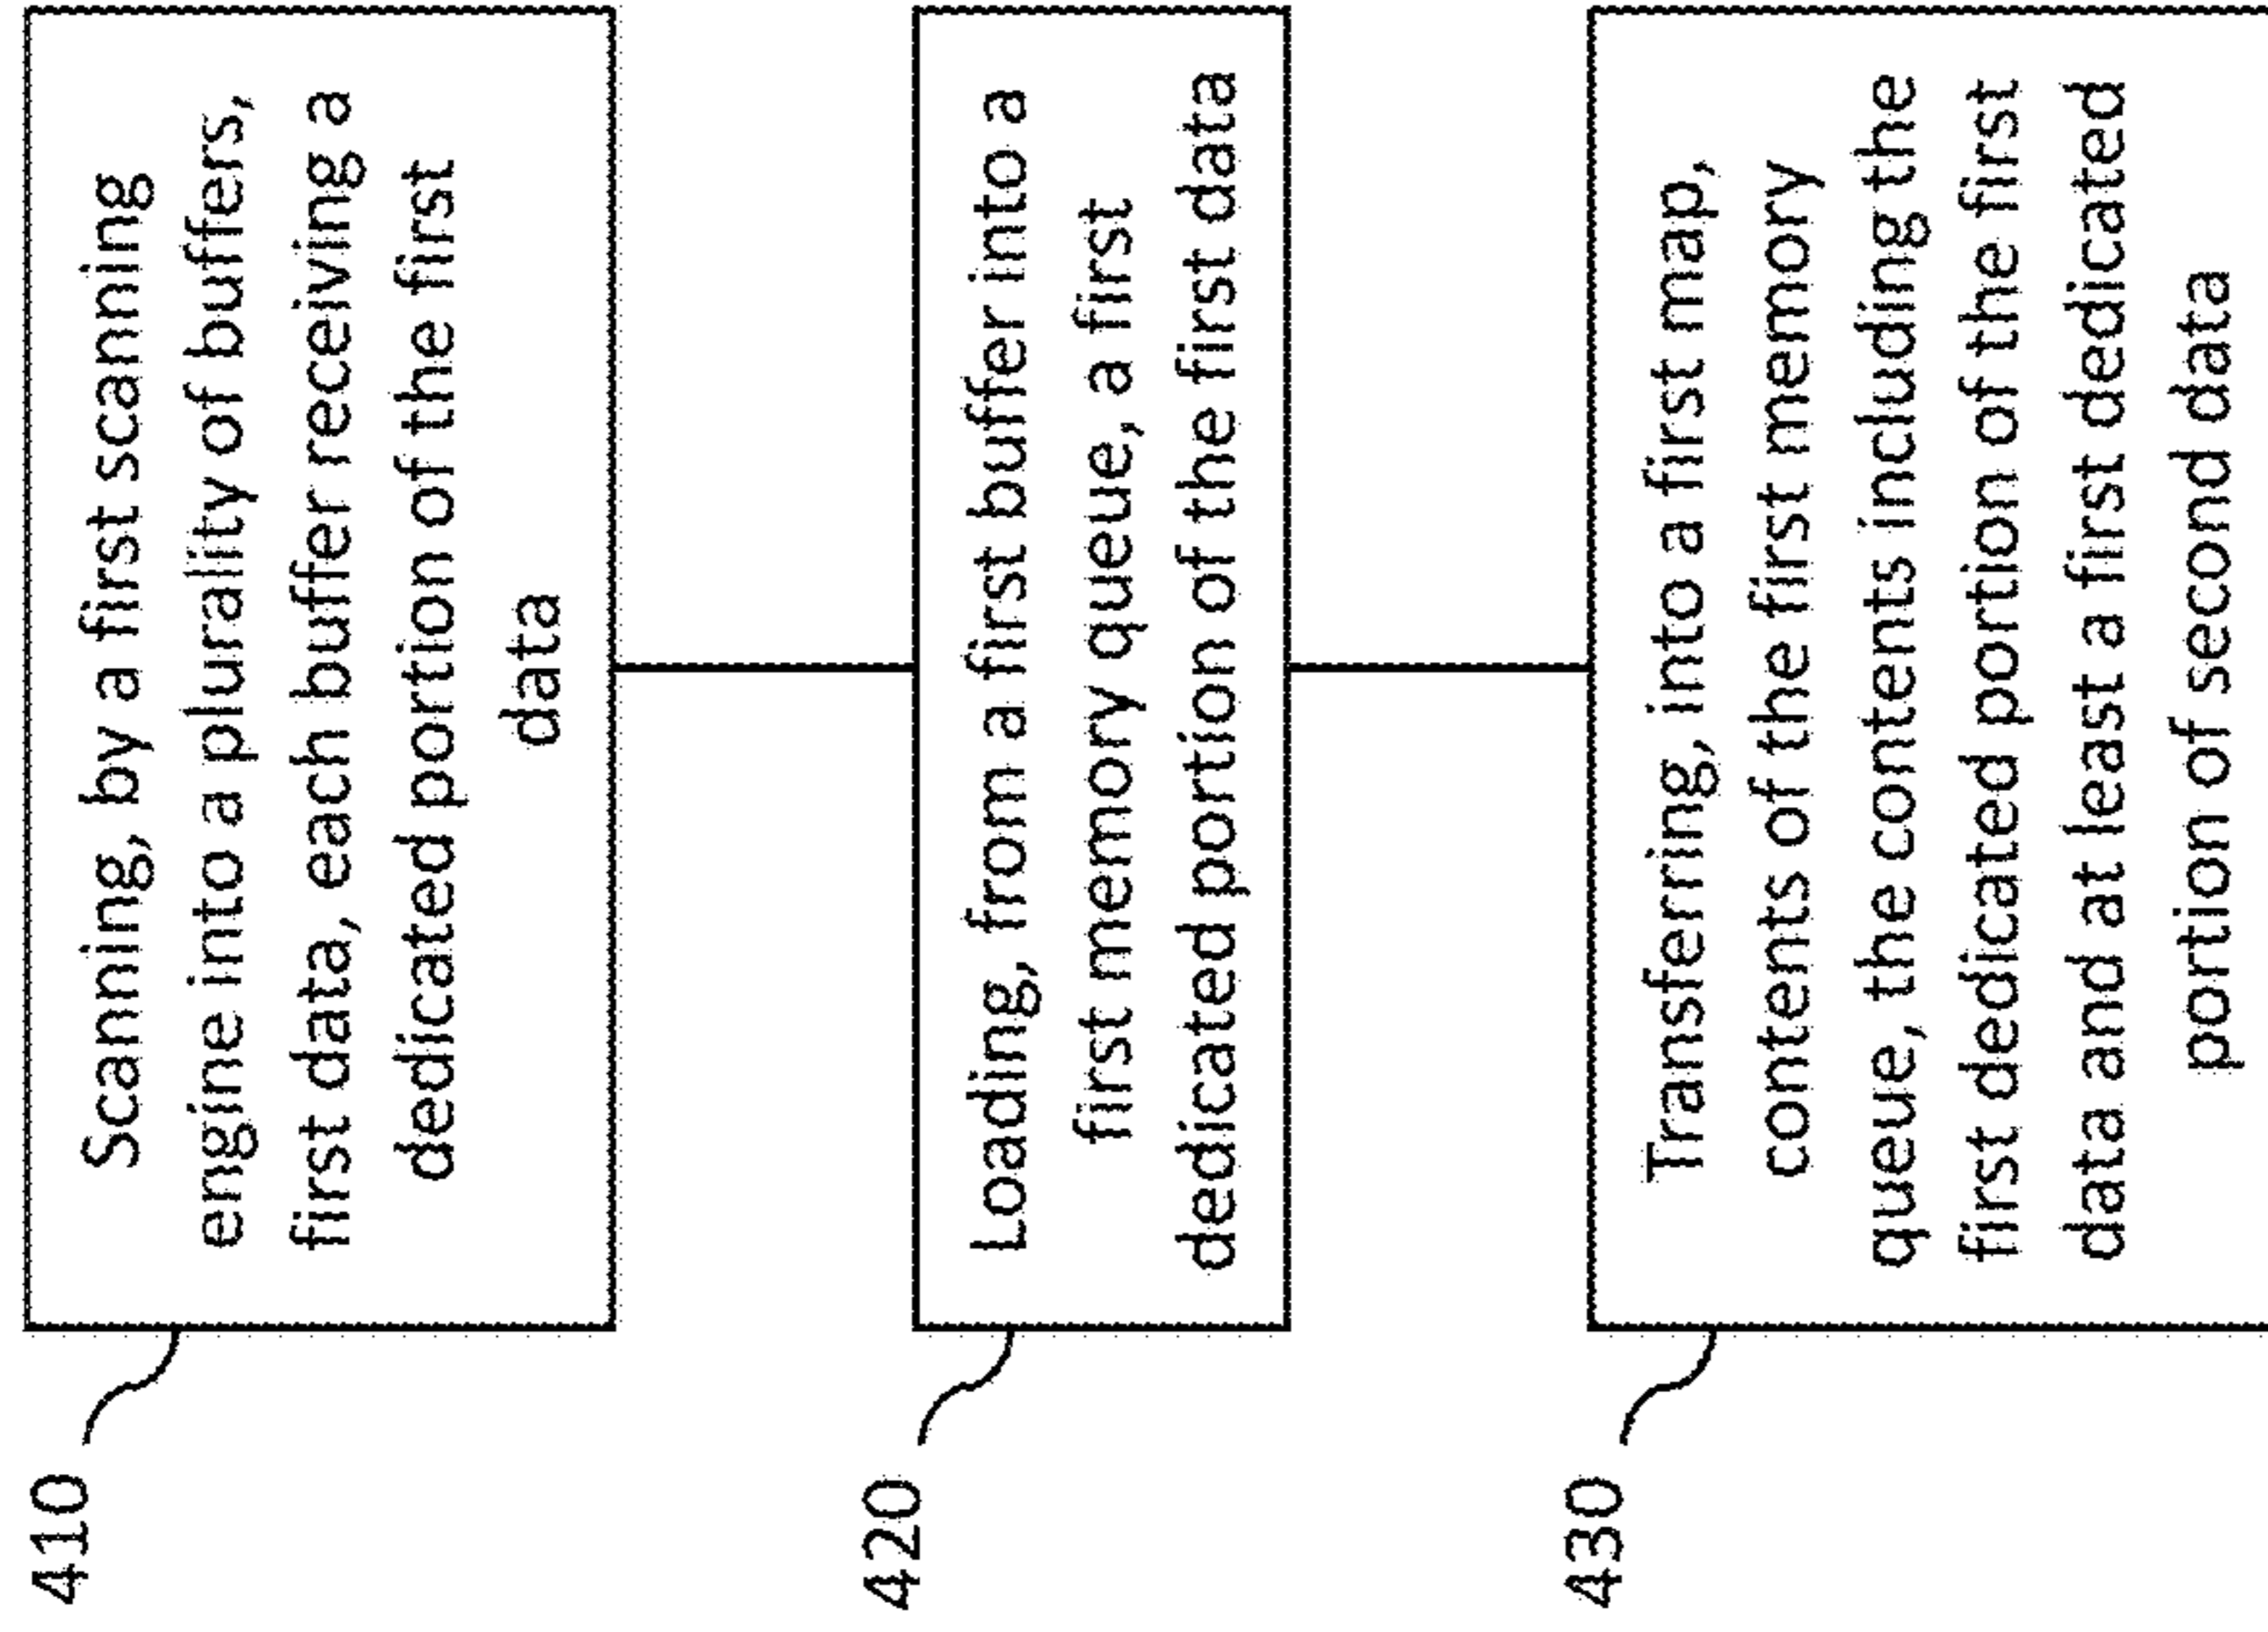 410
Scanning, by a first scanning
engine into a plurality of buffers,
first data, each buffer receiving a
dedicated portion of the first
data
420
Loading, from a first buffer into a
first memory queue, a first
dedicated portion of the first data
430
Transferring, into a first map,
contents of the first memory
queue, the contents including the
first dedicated portion of the first
data and at least a first dedicated
portion of second data